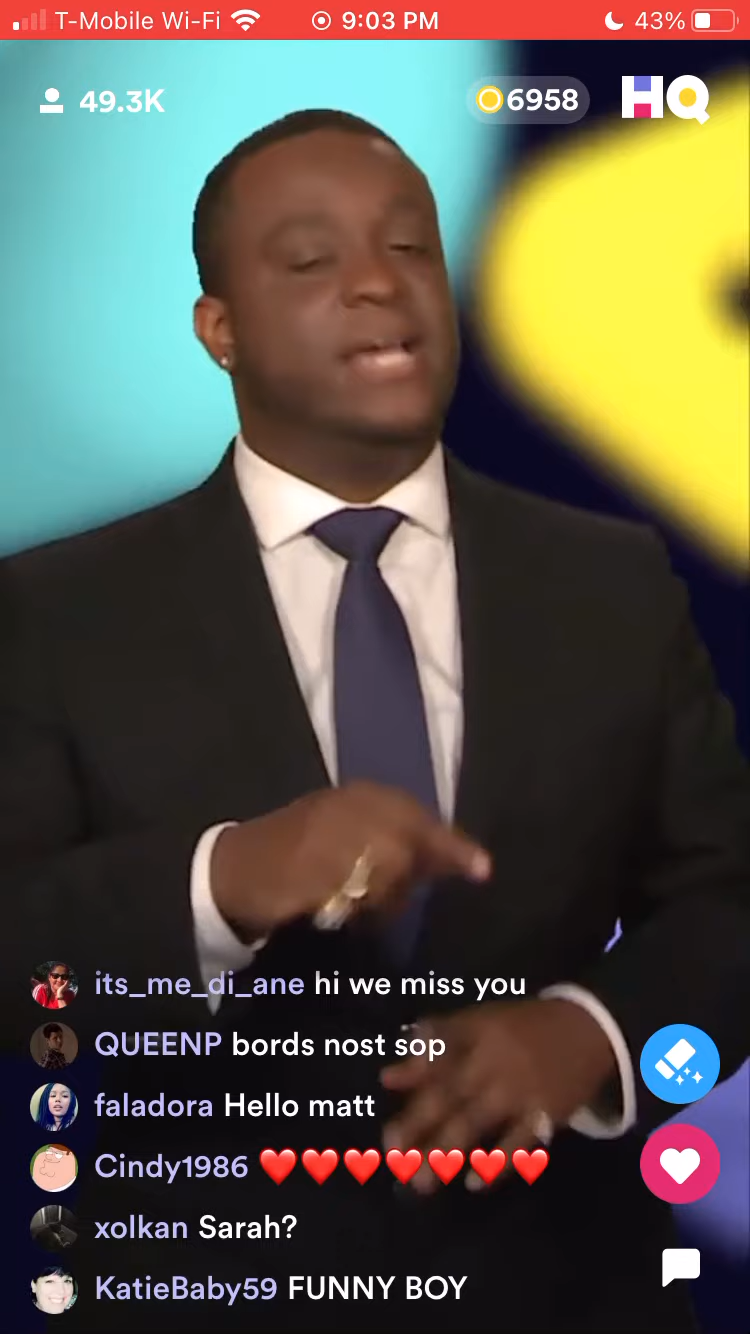 T-Mobile Wi-Fi 9:03 PM 43%
49.3K 6958 HQ
its_me_di_ane hi we miss you
QUEENP bords nost sop
faladora Hello matt
Cindy1986 ❤️❤️❤️❤️❤️❤️❤️
xolkan Sarah?
KatieBaby59 FUNNY BOY